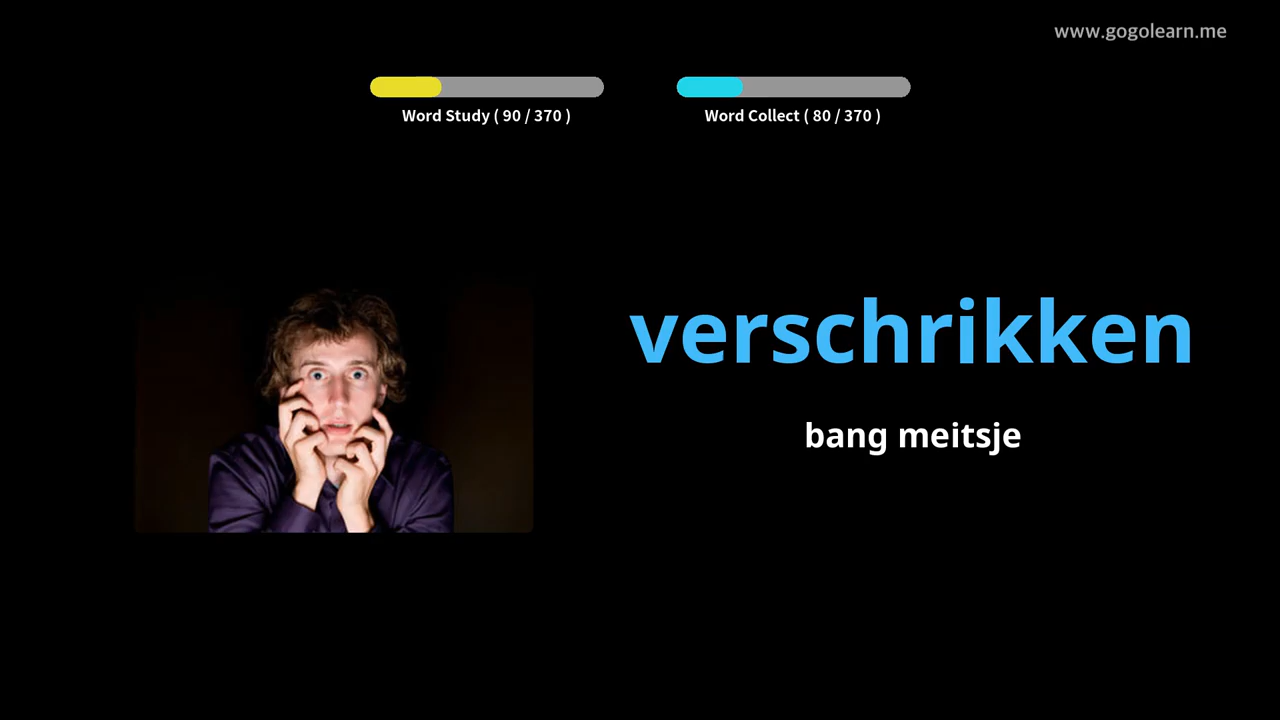 www.gogolearn.me
Word Study ( 90 / 370 )
Word Collect ( 80 / 370 )
verschrikken
bang meitsje